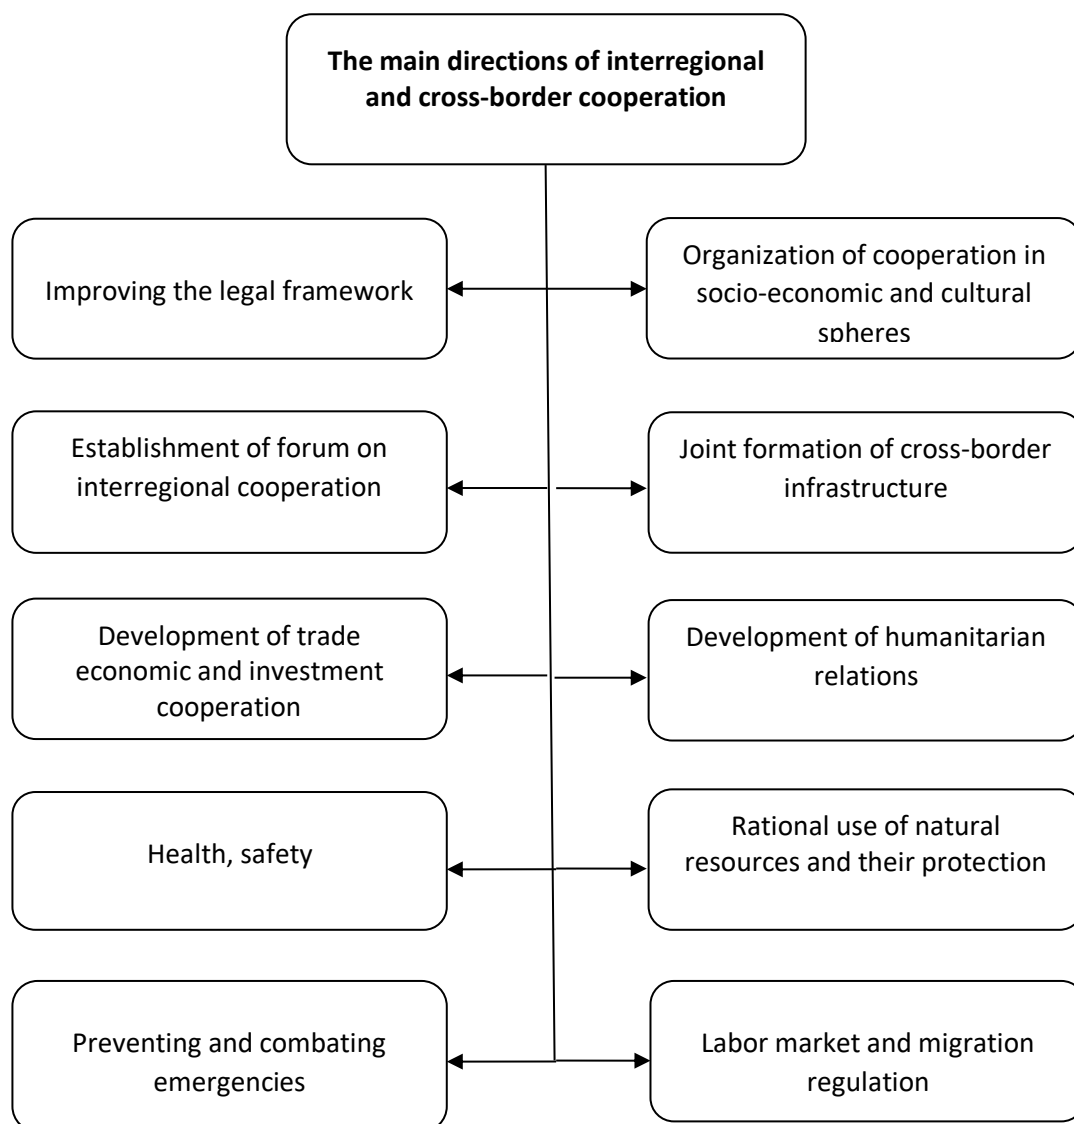 The main directions of interregional
and cross-border cooperation
Improving the legal framework
Organization of cooperation in
socio-economic and cultural
spheres
Establishment of forum on
interregional cooperation
Joint formation of cross-border
infrastructure
Development of trade
economic and investment
cooperation
Development of humanitarian
relations
Health, safety
Rational use of natural
resources and their protection
Preventing and combating
emergencies
Labor market and migration
regulation